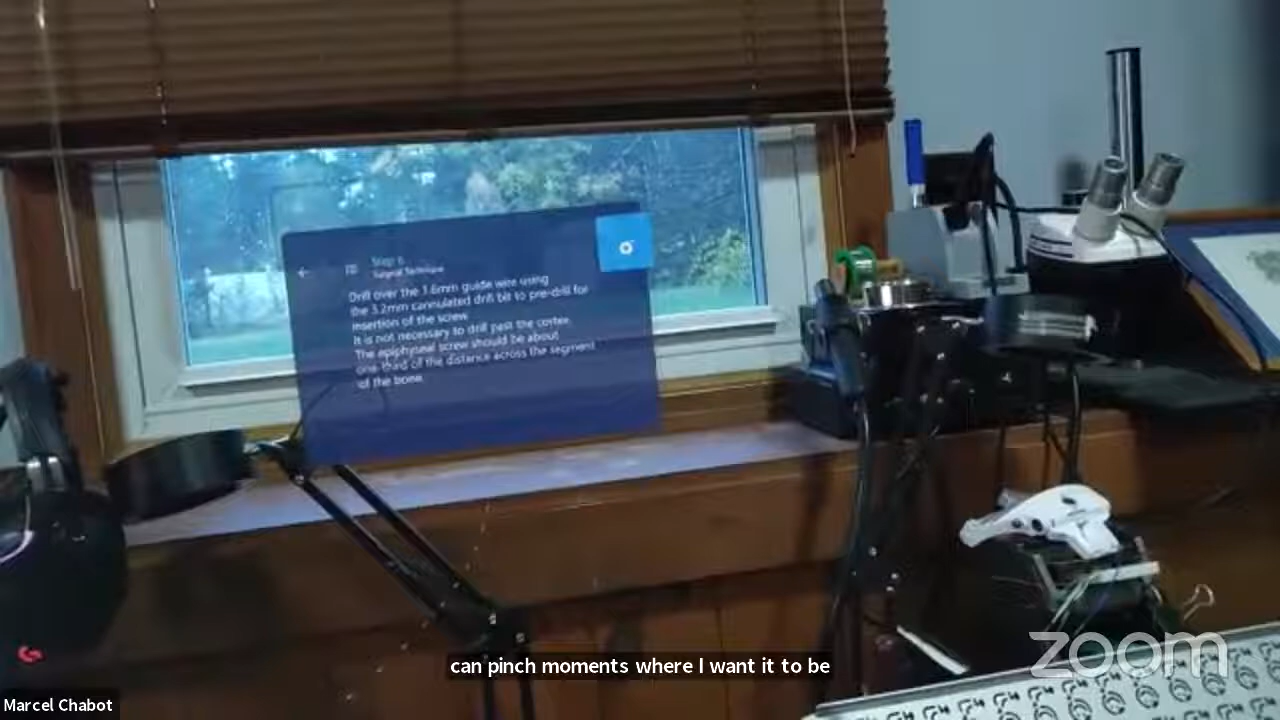 Step 6
Surgical Technique
Drill over the 1.6mm guide wire using
the 3.2mm cannulated drill bit to pre-drill for
insertion of the screw.
It is not necessary to drill past the cortex.
The epiphyseal screw should be about
one third of the distance across the segment
of the bone.
can pinch moments where I want it to be
zoom
Marcel Chabot